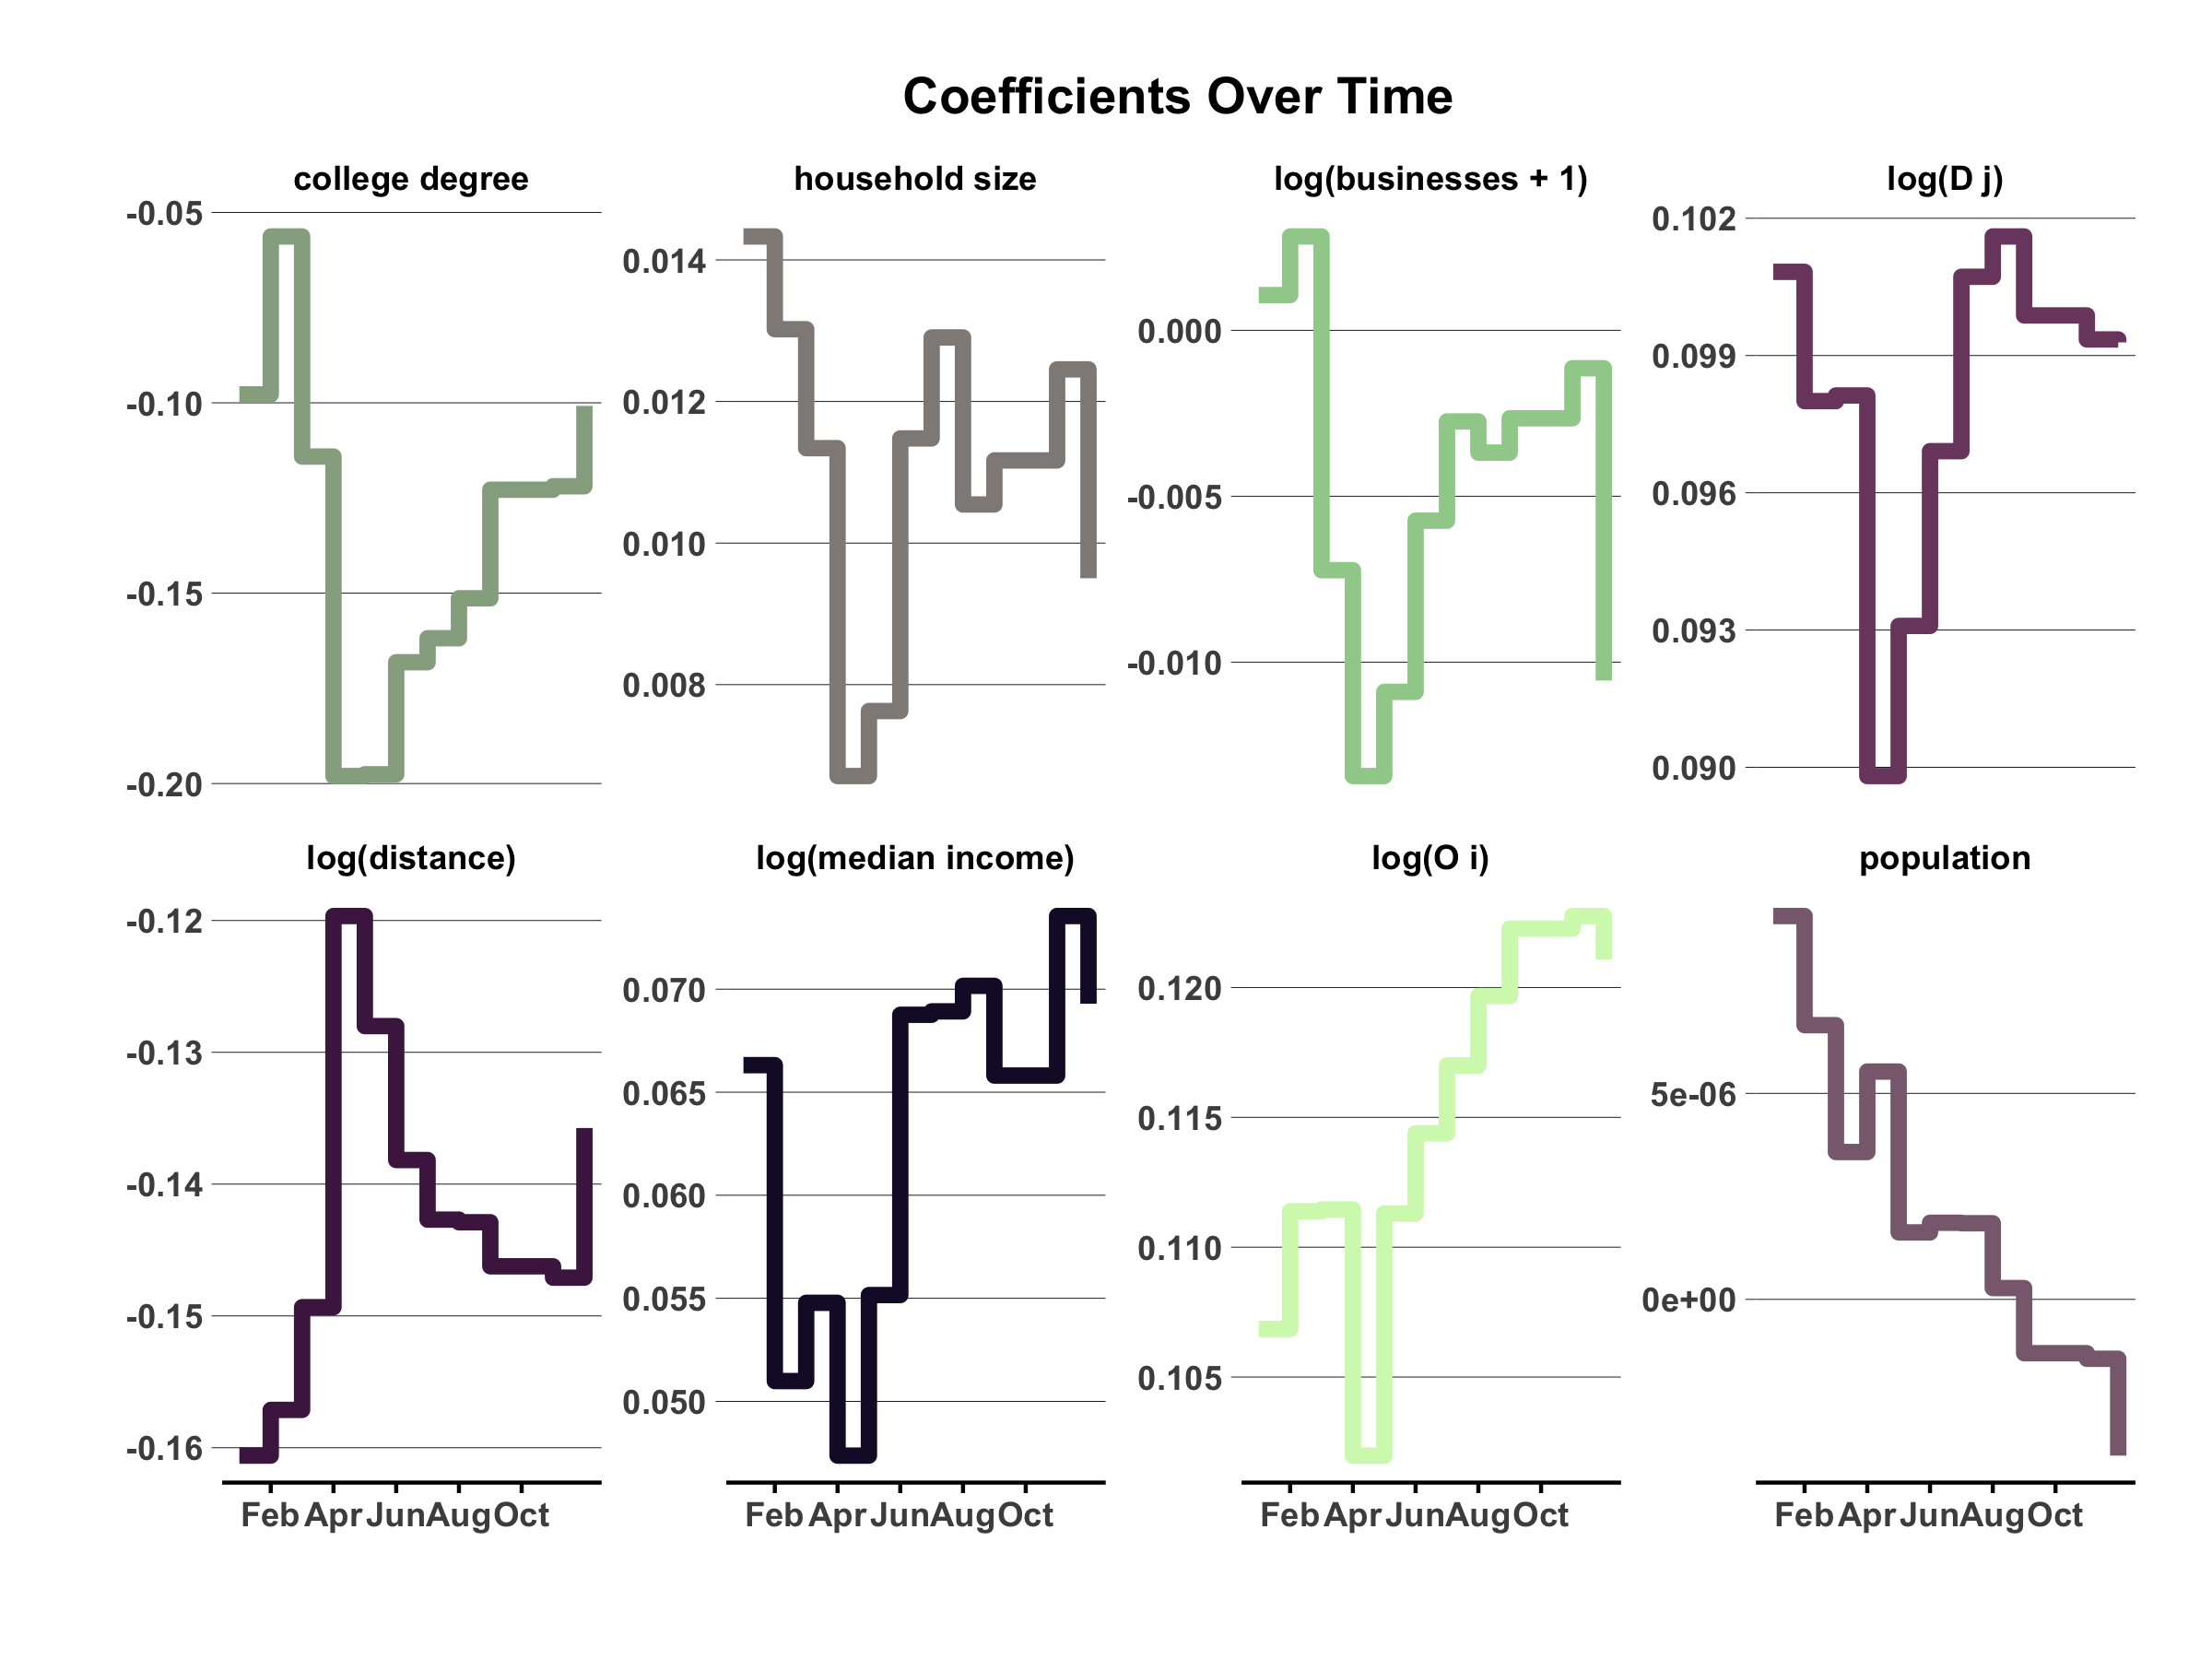 Coefficients Over Time
college degree
household size
log(businesses + 1)
log(D j)
-0.05
-0.10
-0.15
-0.20
0.014
0.012
0.010
0.008
0.000
-0.005
-0.010
0.102
0.099
0.096
0.093
0.090
log(distance)
log(median income)
log(O i)
population
-0.12
-0.13
-0.14
-0.15
-0.16
0.070
0.065
0.060
0.055
0.050
0.120
0.115
0.110
0.105
5e-06
0e+00
Feb Apr Jun Aug Oct
Feb Apr Jun Aug Oct
Feb Apr Jun Aug Oct
Feb Apr Jun Aug Oct